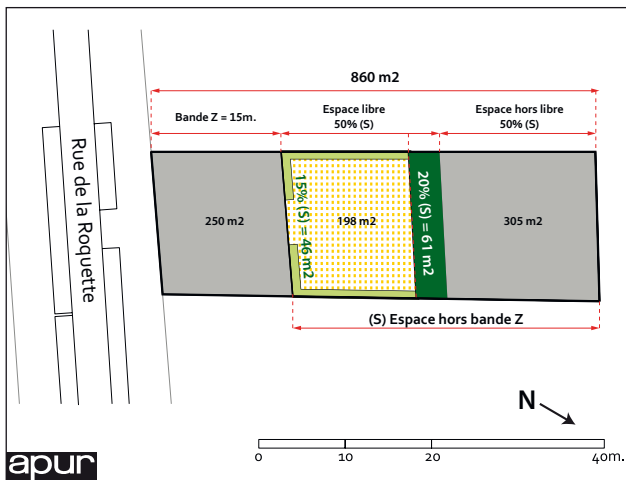 860 m2
Bande Z = 15m.
Espace libre
50% (S)
Espace hors libre
50% (S)
Rue de la Roquette
250 m2
15% (S) = 46 m2
198 m2
20% (S) = 61 m2
305 m2
(S) Espace hors bande Z
N
0 10 20 40m.
apur